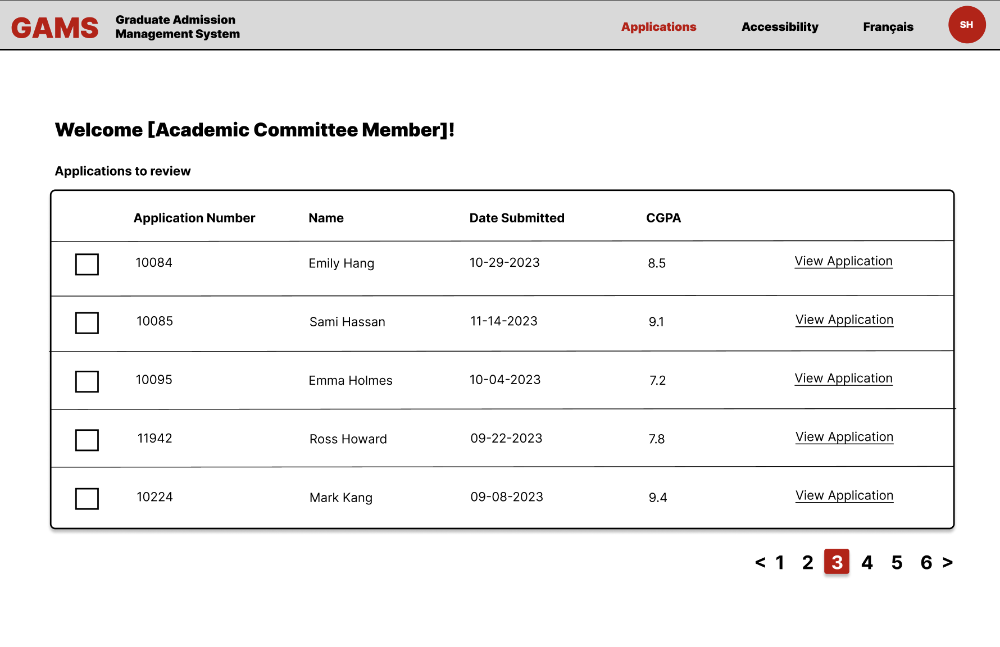 GAMS
Graduate Admission
Management System
Applications
Accessibility
Français
SH
Welcome [Academic Committee Member]!
Applications to review
Application Number Name Date Submitted CGPA
10084 Emily Hang 10-29-2023 8.5 View Application
10085 Sami Hassan 11-14-2023 9.1 View Application
10095 Emma Holmes 10-04-2023 7.2 View Application
11942 Ross Howard 09-22-2023 7.8 View Application
10224 Mark Kang 09-08-2023 9.4 View Application
< 1 2 3 4 5 6 >